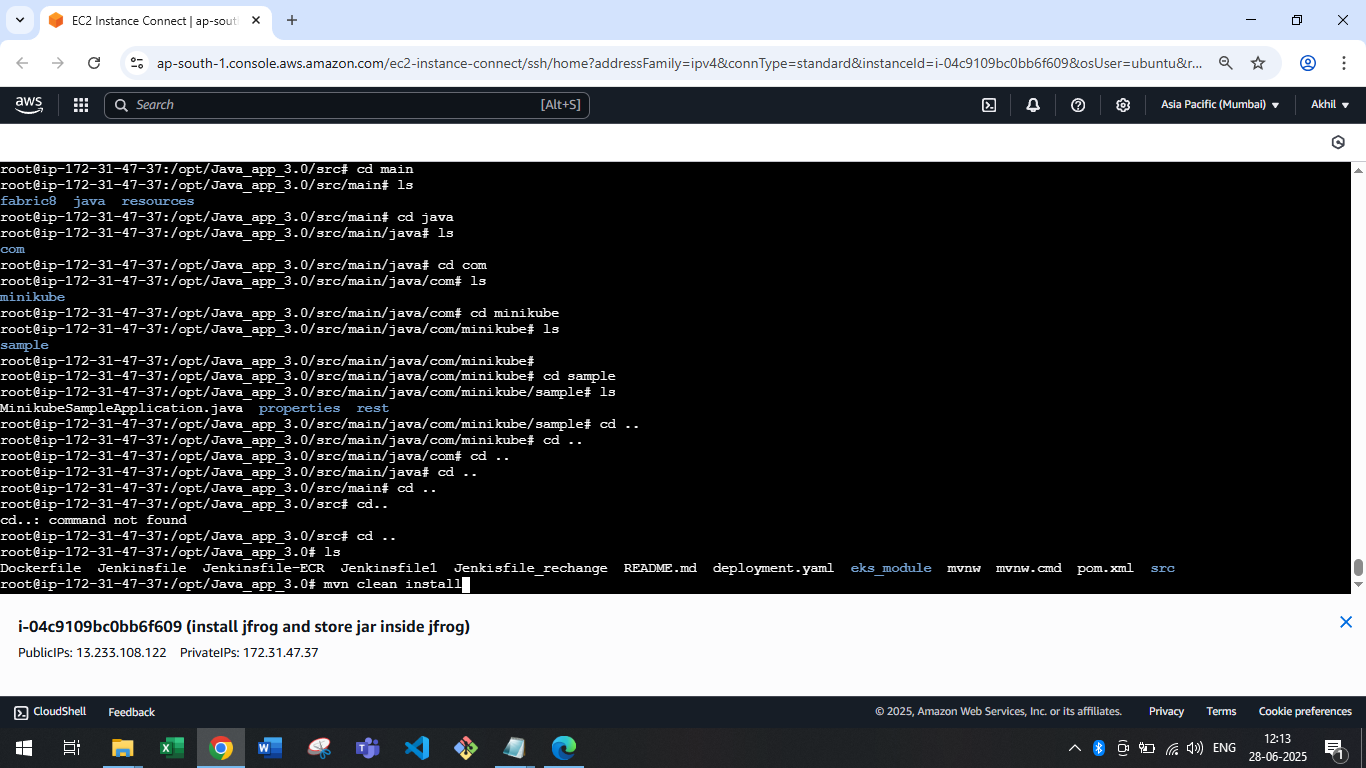 EC2 Instance Connect | ap-sout
ap-south-1.console.aws.amazon.com/ec2-instance-connect/ssh/home?addressFamily=ipv4&connType=standard&instanceId=i-04c9109bc0bb6f609&osUser=ubuntu&r...
aws Search [Alt+S] Asia Pacific (Mumbai) Akhil
root@ip-172-31-47-37:/opt/Java_app_3.0/src# cd main
root@ip-172-31-47-37:/opt/Java_app_3.0/src/main# ls
fabric8 java resources
root@ip-172-31-47-37:/opt/Java_app_3.0/src/main# cd java
root@ip-172-31-47-37:/opt/Java_app_3.0/src/main/java# ls
com
root@ip-172-31-47-37:/opt/Java_app_3.0/src/main/java# cd com
root@ip-172-31-47-37:/opt/Java_app_3.0/src/main/java/com# ls
minikube
root@ip-172-31-47-37:/opt/Java_app_3.0/src/main/java/com# cd minikube
root@ip-172-31-47-37:/opt/Java_app_3.0/src/main/java/com/minikube# ls
sample
root@ip-172-31-47-37:/opt/Java_app_3.0/src/main/java/com/minikube#
root@ip-172-31-47-37:/opt/Java_app_3.0/src/main/java/com/minikube# cd sample
root@ip-172-31-47-37:/opt/Java_app_3.0/src/main/java/com/minikube/sample# ls
MinikubeSampleApplication.java properties rest
root@ip-172-31-47-37:/opt/Java_app_3.0/src/main/java/com/minikube/sample# cd ..
root@ip-172-31-47-37:/opt/Java_app_3.0/src/main/java/com/minikube# cd ..
root@ip-172-31-47-37:/opt/Java_app_3.0/src/main/java/com# cd ..
root@ip-172-31-47-37:/opt/Java_app_3.0/src/main/java# cd ..
root@ip-172-31-47-37:/opt/Java_app_3.0/src/main# cd ..
root@ip-172-31-47-37:/opt/Java_app_3.0/src# cd..
cd..: command not found
root@ip-172-31-47-37:/opt/Java_app_3.0/src# cd ..
root@ip-172-31-47-37:/opt/Java_app_3.0# ls
Dockerfile Jenkinsfile Jenkinsfile-ECR Jenkinsfile1 Jenkisfile_rechange README.md deployment.yaml eks_module mvnw mvnw.cmd pom.xml src
root@ip-172-31-47-37:/opt/Java_app_3.0# mvn clean install
i-04c9109bc0bb6f609 (install jfrog and store jar inside jfrog)
PublicIPs: 13.233.108.122 PrivateIPs: 172.31.47.37
CloudShell Feedback © 2025, Amazon Web Services, Inc. or its affiliates. Privacy Terms Cookie preferences
ENG 12:13
28-06-2025 1